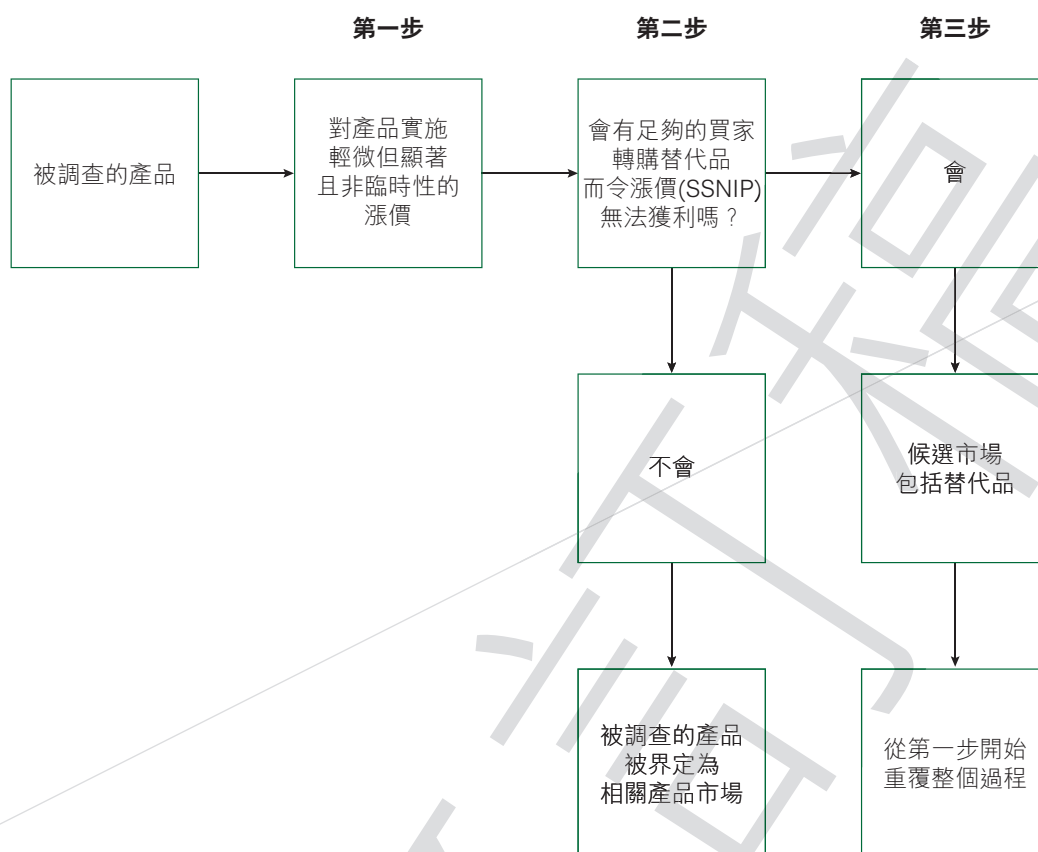 第一步
第二步
第三步
被調查的產品
對產品實施
輕微但顯著
且非臨時性的
漲價
會有足夠的買家
轉購替代品
而令漲價(SSNIP)
無法獲利嗎？
會
不會
候選市場
包括替代品
被調查的產品
被界定為
相關產品市場
從第一步開始
重覆整個過程